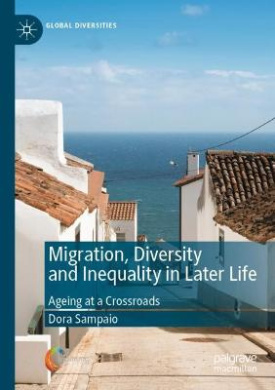 GLOBAL DIVERSITIES
Migration, Diversity
and Inequality in Later Life
Ageing at a Crossroads
Dora Sampaio
palgrave
macmillan